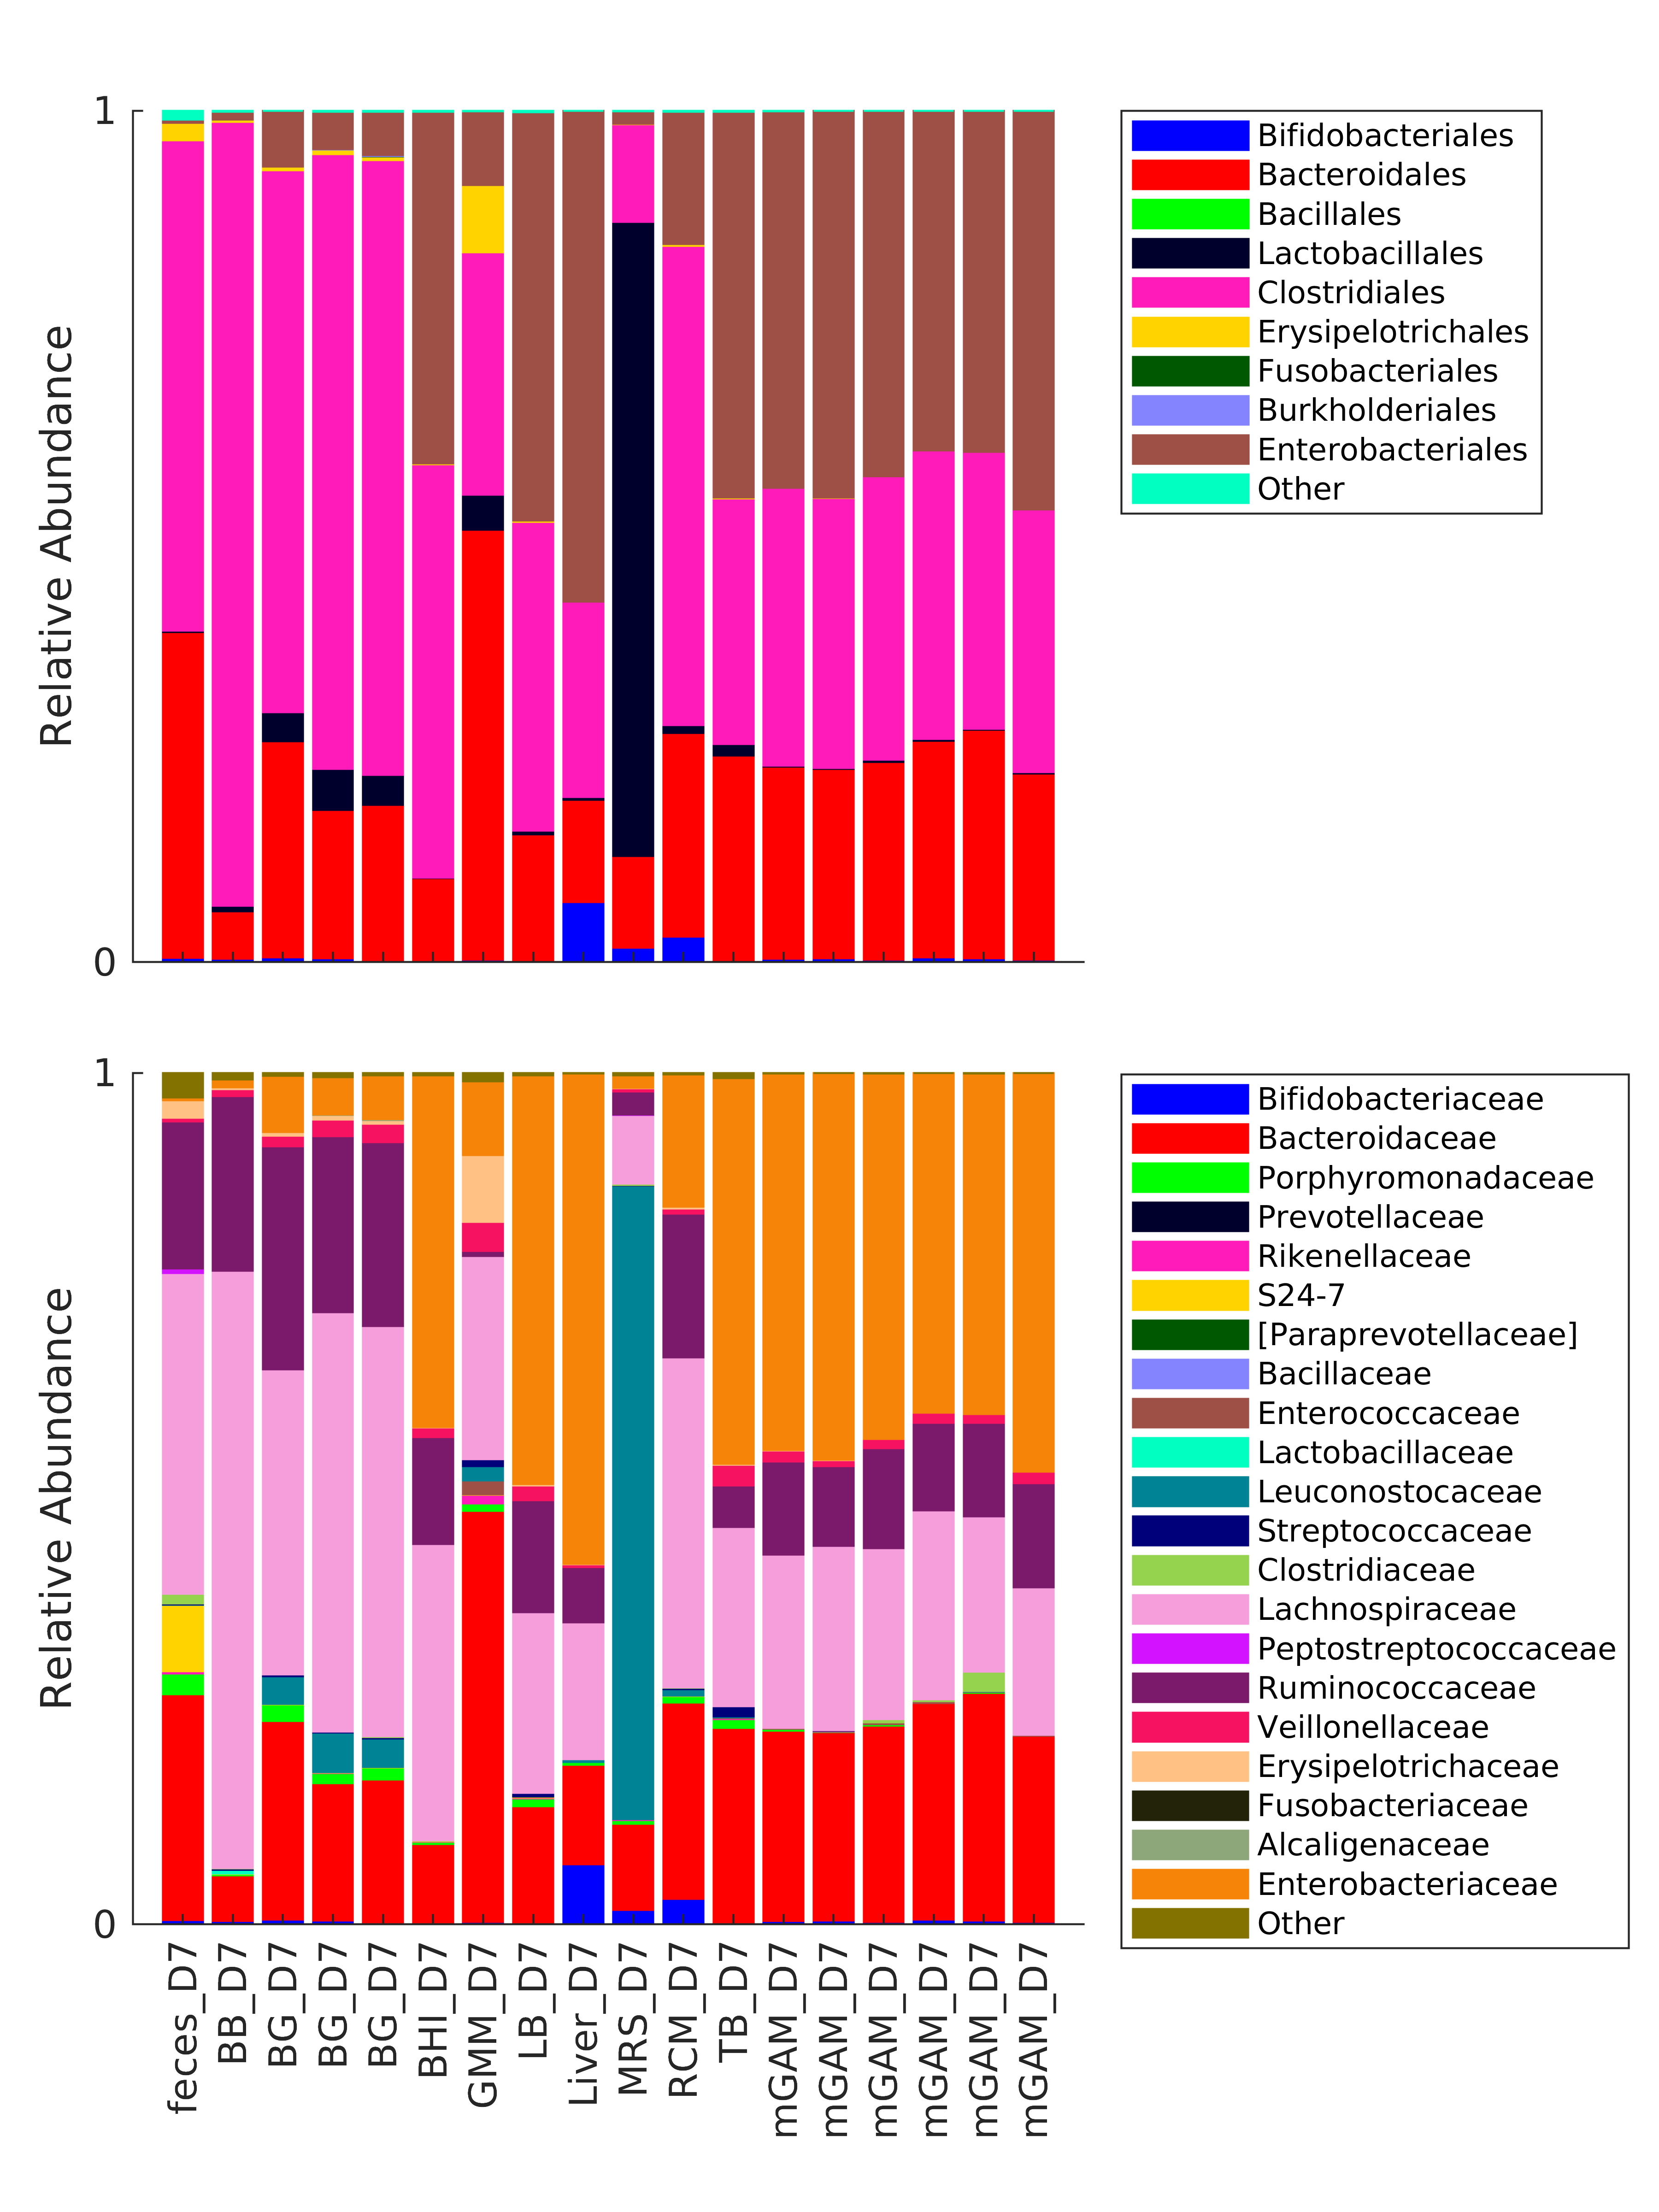 1
Relative Abundance
0
Bifidobacteriales
Bacteroidales
Bacillales
Lactobacillales
Clostridiales
Erysipelotrichales
Fusobacteriales
Burkholderiales
Enterobacteriales
Other
1
Relative Abundance
0
Bifidobacteriaceae
Bacteroidaceae
Porphyromonadaceae
Prevotellaceae
Rikenellaceae
S24-7
[Paraprevotellaceae]
Bacillaceae
Enterococcaceae
Lactobacillaceae
Leuconostocaceae
Streptococcaceae
Clostridiaceae
Lachnospiraceae
Peptostreptococcaceae
Ruminococcaceae
Veillonellaceae
Erysipelotrichaceae
Fusobacteriaceae
Alcaligenaceae
Enterobacteriaceae
Other
feces_D7
BB_D7
BG_D7
BG_D7
BG_D7
BHI_D7
GMM_D7
LB_D7
Liver_D7
MRS_D7
RCM_D7
TB_D7
mGAM_D7
mGAM_D7
mGAM_D7
mGAM_D7
mGAM_D7
mGAM_D7